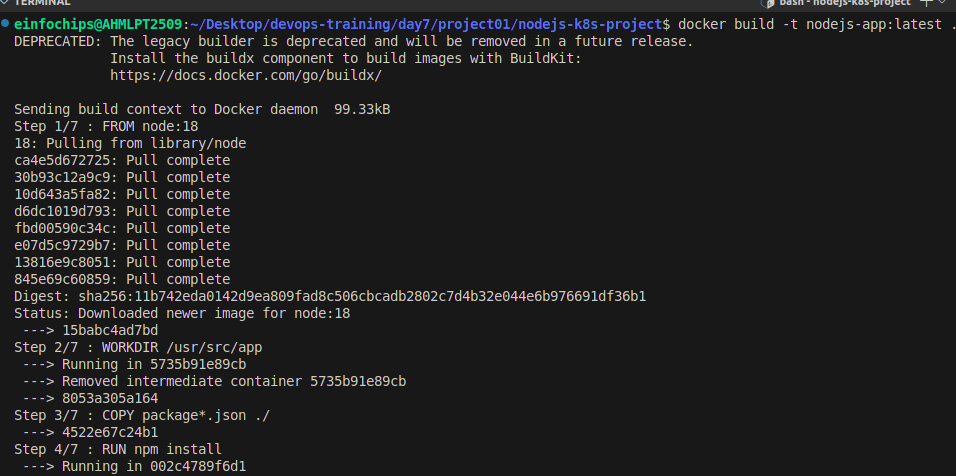 TERMINAL
bash - nodejs-k8s-project
einfochips@AHMLPT2509:~/Desktop/devops-training/day7/project01/nodejs-k8s-project$ docker build -t nodejs-app:latest .
DEPRECATED: The legacy builder is deprecated and will be removed in a future release.
            Install the buildx component to build images with BuildKit:
            https://docs.docker.com/go/buildx/

Sending build context to Docker daemon  99.33kB
Step 1/7 : FROM node:18
18: Pulling from library/node
ca4e5d672725: Pull complete
30b93c12a9c9: Pull complete
10d643a5fa82: Pull complete
d6dc1019d793: Pull complete
fbd00590c34c: Pull complete
e07d5c9729b7: Pull complete
13816e9c8051: Pull complete
845e69c60859: Pull complete
Digest: sha256:11b742eda0142d9ea809fad8c506cbcadb2802c7d4b32e044e6b976691df36b1
Status: Downloaded newer image for node:18
 ---> 15babc4ad7bd
Step 2/7 : WORKDIR /usr/src/app
 ---> Running in 5735b91e89cb
 ---> Removed intermediate container 5735b91e89cb
 ---> 8053a305a164
Step 3/7 : COPY package*.json ./
 ---> 4522e67c24b1
Step 4/7 : RUN npm install
 ---> Running in 002c4789f6d1